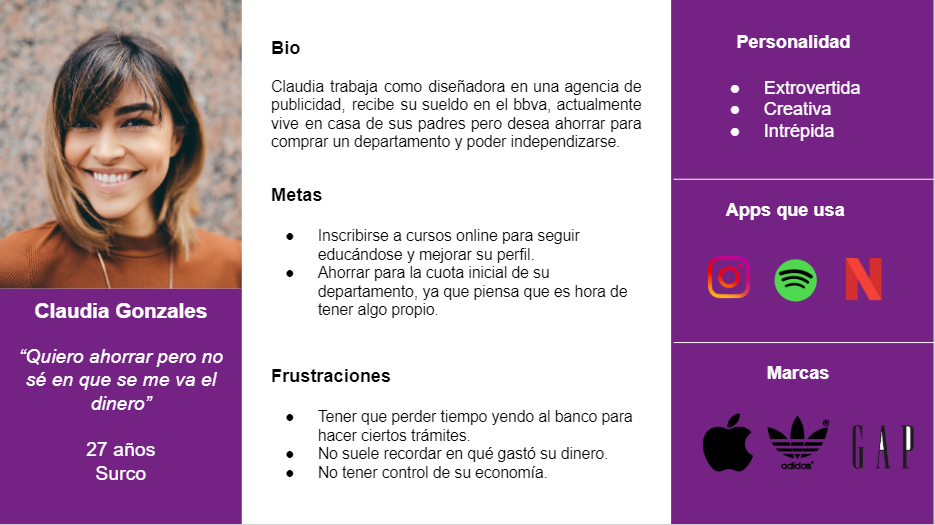 Claudia Gonzales
“Quiero ahorrar pero no
sé en que se me va el
dinero”
27 años
Surco
Bio
Claudia trabaja como diseñadora en una agencia de
publicidad, recibe su sueldo en el bbva, actualmente
vive en casa de sus padres pero desea ahorrar para
comprar un departamento y poder independizarse.
Metas
● Inscribirse a cursos online para seguir
educándose y mejorar su perfil.
● Ahorrar para la cuota inicial de su
departamento, ya que piensa que es hora de
tener algo propio.
Frustraciones
● Tener que perder tiempo yendo al banco para
hacer ciertos trámites.
● No suele recordar en qué gastó su dinero.
● No tener control de su economía.
Personalidad
● Extrovertida
● Creativa
● Intrépida
Apps que usa
N
Marcas
adidas®
GAP